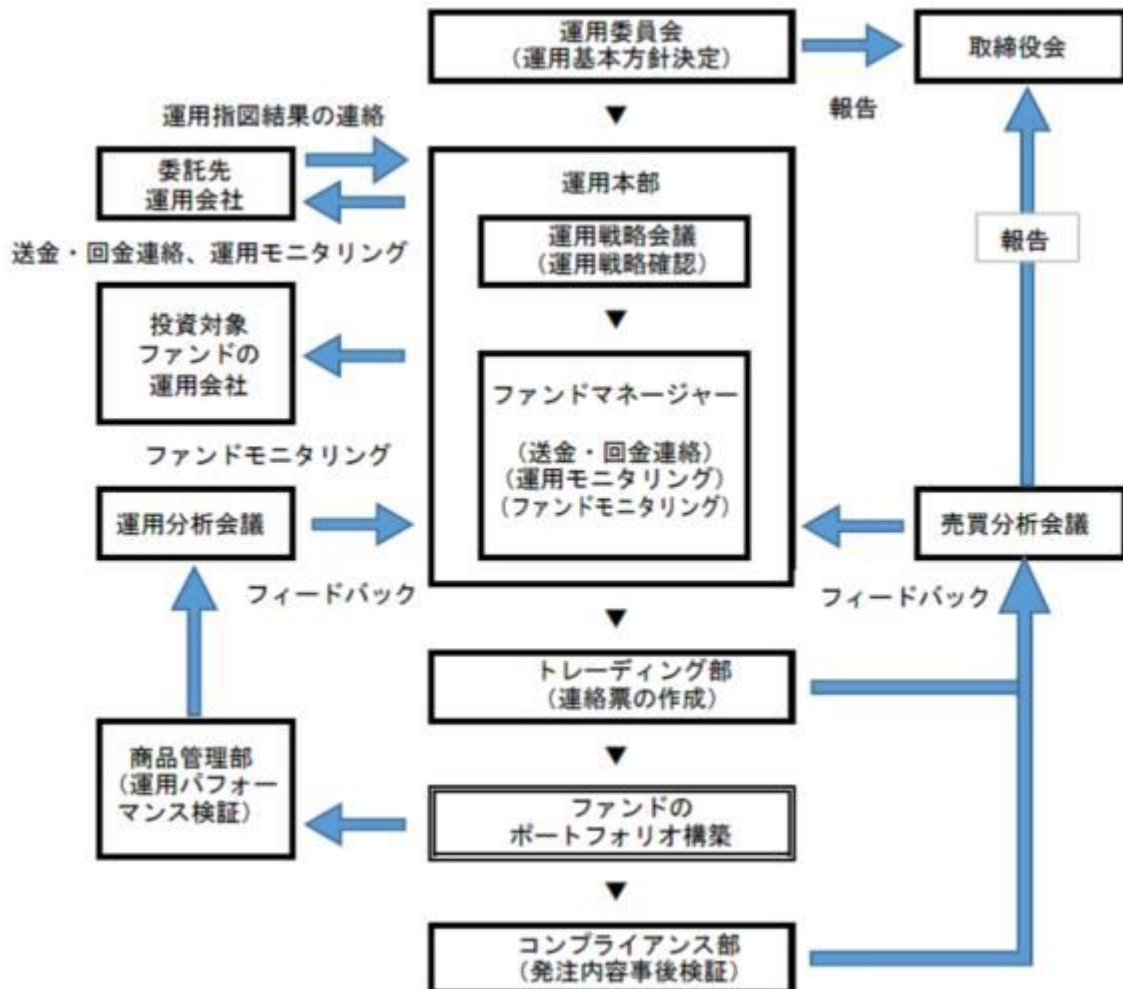 運用委員会
(運用基本方針決定)
取締役会
報告
▼
運用指図結果の連絡
委託先
運用会社
送金・回金連絡、運用モニタリング
運用本部
運用戦略会議
(運用戦略確認)
▼
報告
投資対象
ファンドの
運用会社
ファンドモニタリング
ファンドマネージャー
(送金・回金連絡)
(運用モニタリング)
(ファンドモニタリング)
運用分析会議
売買分析会議
フィードバック
フィードバック
▼
トレーディング部
(連絡票の作成)
▼
商品管理部
(運用パフォー
マンス検証)
ファンドの
ポートフォリオ構築
▼
コンプライアンス部
(発注内容事後検証)